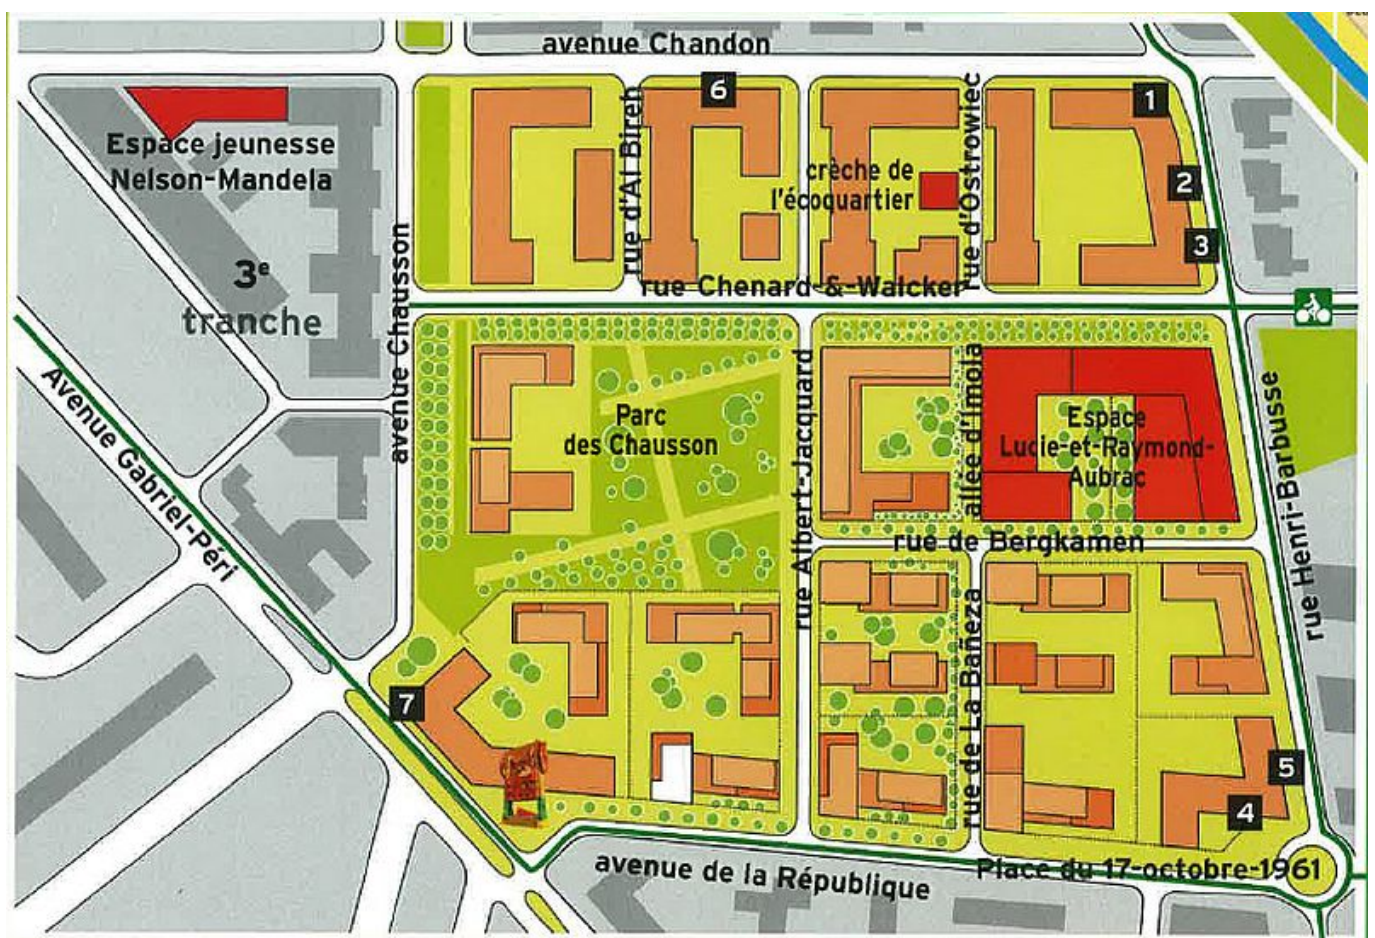 avenue Chandon
6
1
Espace jeunesse
Nelson-Mandela
rue d'Al Bireh
rue d'Ostrowiec
crèche de
l'écoquartier
2
3
3e
tranche
avenue Chausson
rue Chenard-&-Walcker
Avenue Gabriel-Péri
Parc
des Chausson
rue Albert-Jacquard
allée d'Imola
Espace
Lucie-et-Raymond-
Aubrac
rue Henri-Barbusse
rue de Bergkamen
rue de La Bañeza
7
5
4
avenue de la République
Place du 17-octobre-1961